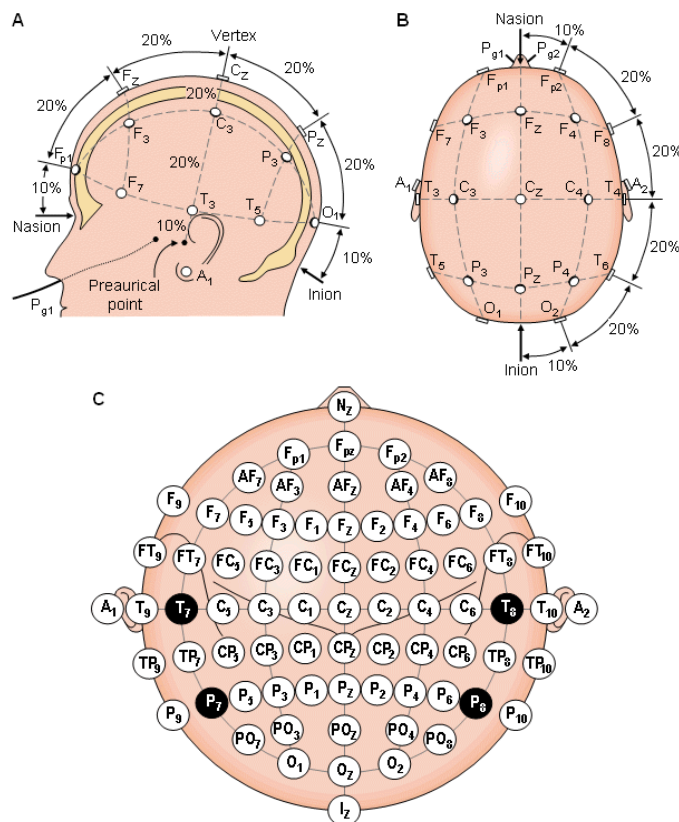 A
20%
Vertex
20%
Fz
Cz
20%
20%
20%
C3
F3
Pz
P3
20%
Fp1
20%
10%
F7
T3
T5
O1
Nasion
10%
10%
Preaurical
point
A1
Inion
Pg1
B
Nasion
Pg1
Pg2
10%
Fp1
Fp2
20%
F7
F3
Fz
F4
F8
20%
A1
T3
C3
Cz
C4
T4
A2
20%
T5
P3
Pz
P4
T6
O1
O2
20%
10%
Inion
C
Nz
Fp1 Fpz Fp2
AF7 AF3 AFz AF4 AF8
F9 F7 F5 F3 F1 Fz F2 F4 F6 F8 F10
FT9 FT7 FC5 FC3 FC1 FCz FC2 FC4 FC6 FT8 FT10
A1 T9 T7 C5 C3 C1 Cz C2 C4 C6 T8 T10 A2
TP9 TP7 CP5 CP3 CP1 CPz CP2 CP4 CP6 TP8 TP10
P9 P7 P5 P3 P1 Pz P2 P4 P6 P8 P10
PO7 PO3 POz PO4 PO8
O1 Oz O2
Iz